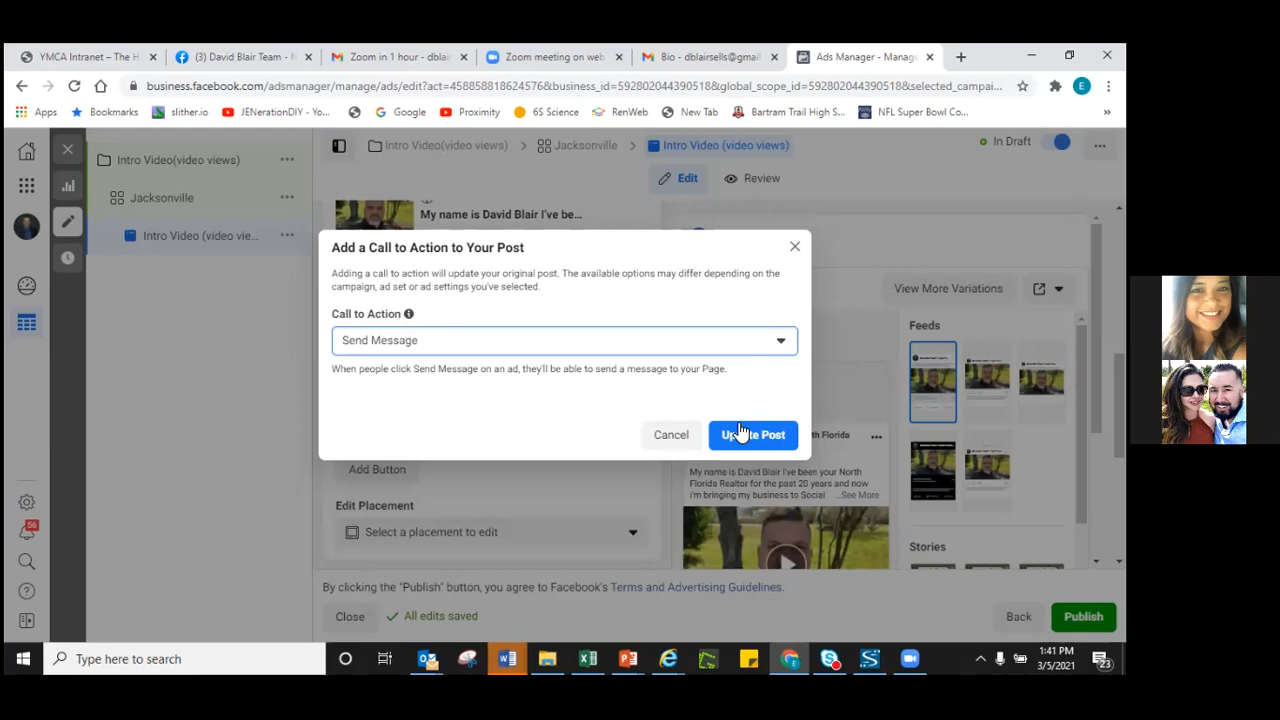 YMCA Intranet – The H
(3) David Blair Team - N
Zoom in 1 hour - dblair
Zoom meeting on web
Bio - dblairsells@gmail
Ads Manager - Manage
business.facebook.com/adsmanager/manage/ads/edit?act=458858818624576&business_id=592802044390518&global_scope_id=592802044390518&selected_campai...
E
Apps
Bookmarks
slither.io
JENerationDIY - Yo...
Google
Proximity
6S Science
RenWeb
New Tab
Bartram Trail High S...
NFL Super Bowl Co...
»
Intro Video(video views)
Jacksonville
Intro Video (video vie...
Intro Video(video views)
Jacksonville
Intro Video (video views)
In Draft
Edit
Review
My name is David Blair I've be...
Add a Call to Action to Your Post
Adding a call to action will update your original post. The available options may differ depending on the
campaign, ad set or ad settings you've selected.
Call to Action
Send Message
When people click Send Message on an ad, they'll be able to send a message to your Page.
Cancel
Update Post
View More Variations
Feeds
Add Button
Edit Placement
Select a placement to edit
th Florida
My name is David Blair I've been your North
Florida Realtor for the past 20 years and now
i'm bringing my business to Social ...See More
Stories
By clicking the "Publish" button, you agree to Facebook's Terms and Advertising Guidelines.
Close
All edits saved
Back
Publish
56
Type here to search
1:41 PM
3/5/2021
23